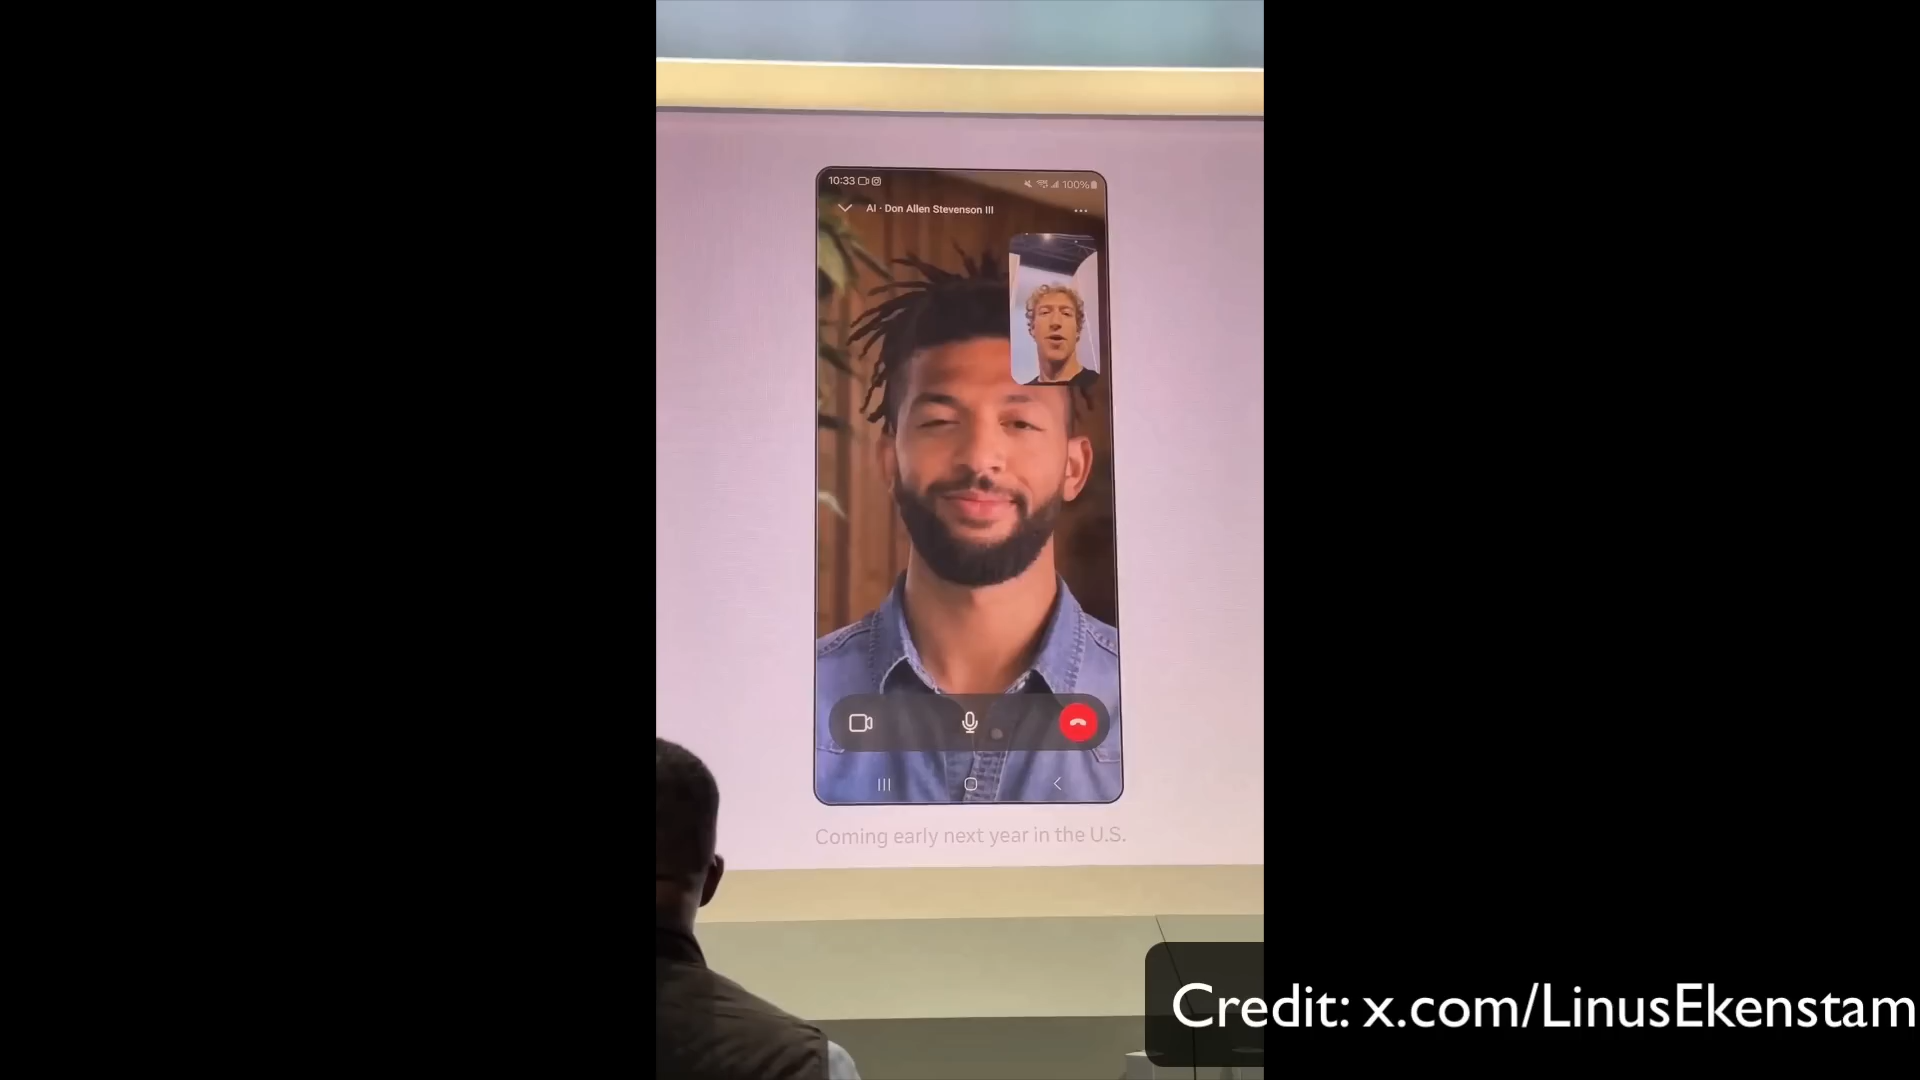 10:33
100%
AI · Don Allen Stevenson III
Coming early next year in the U.S.
Credit: x.com/LinusEkenstam